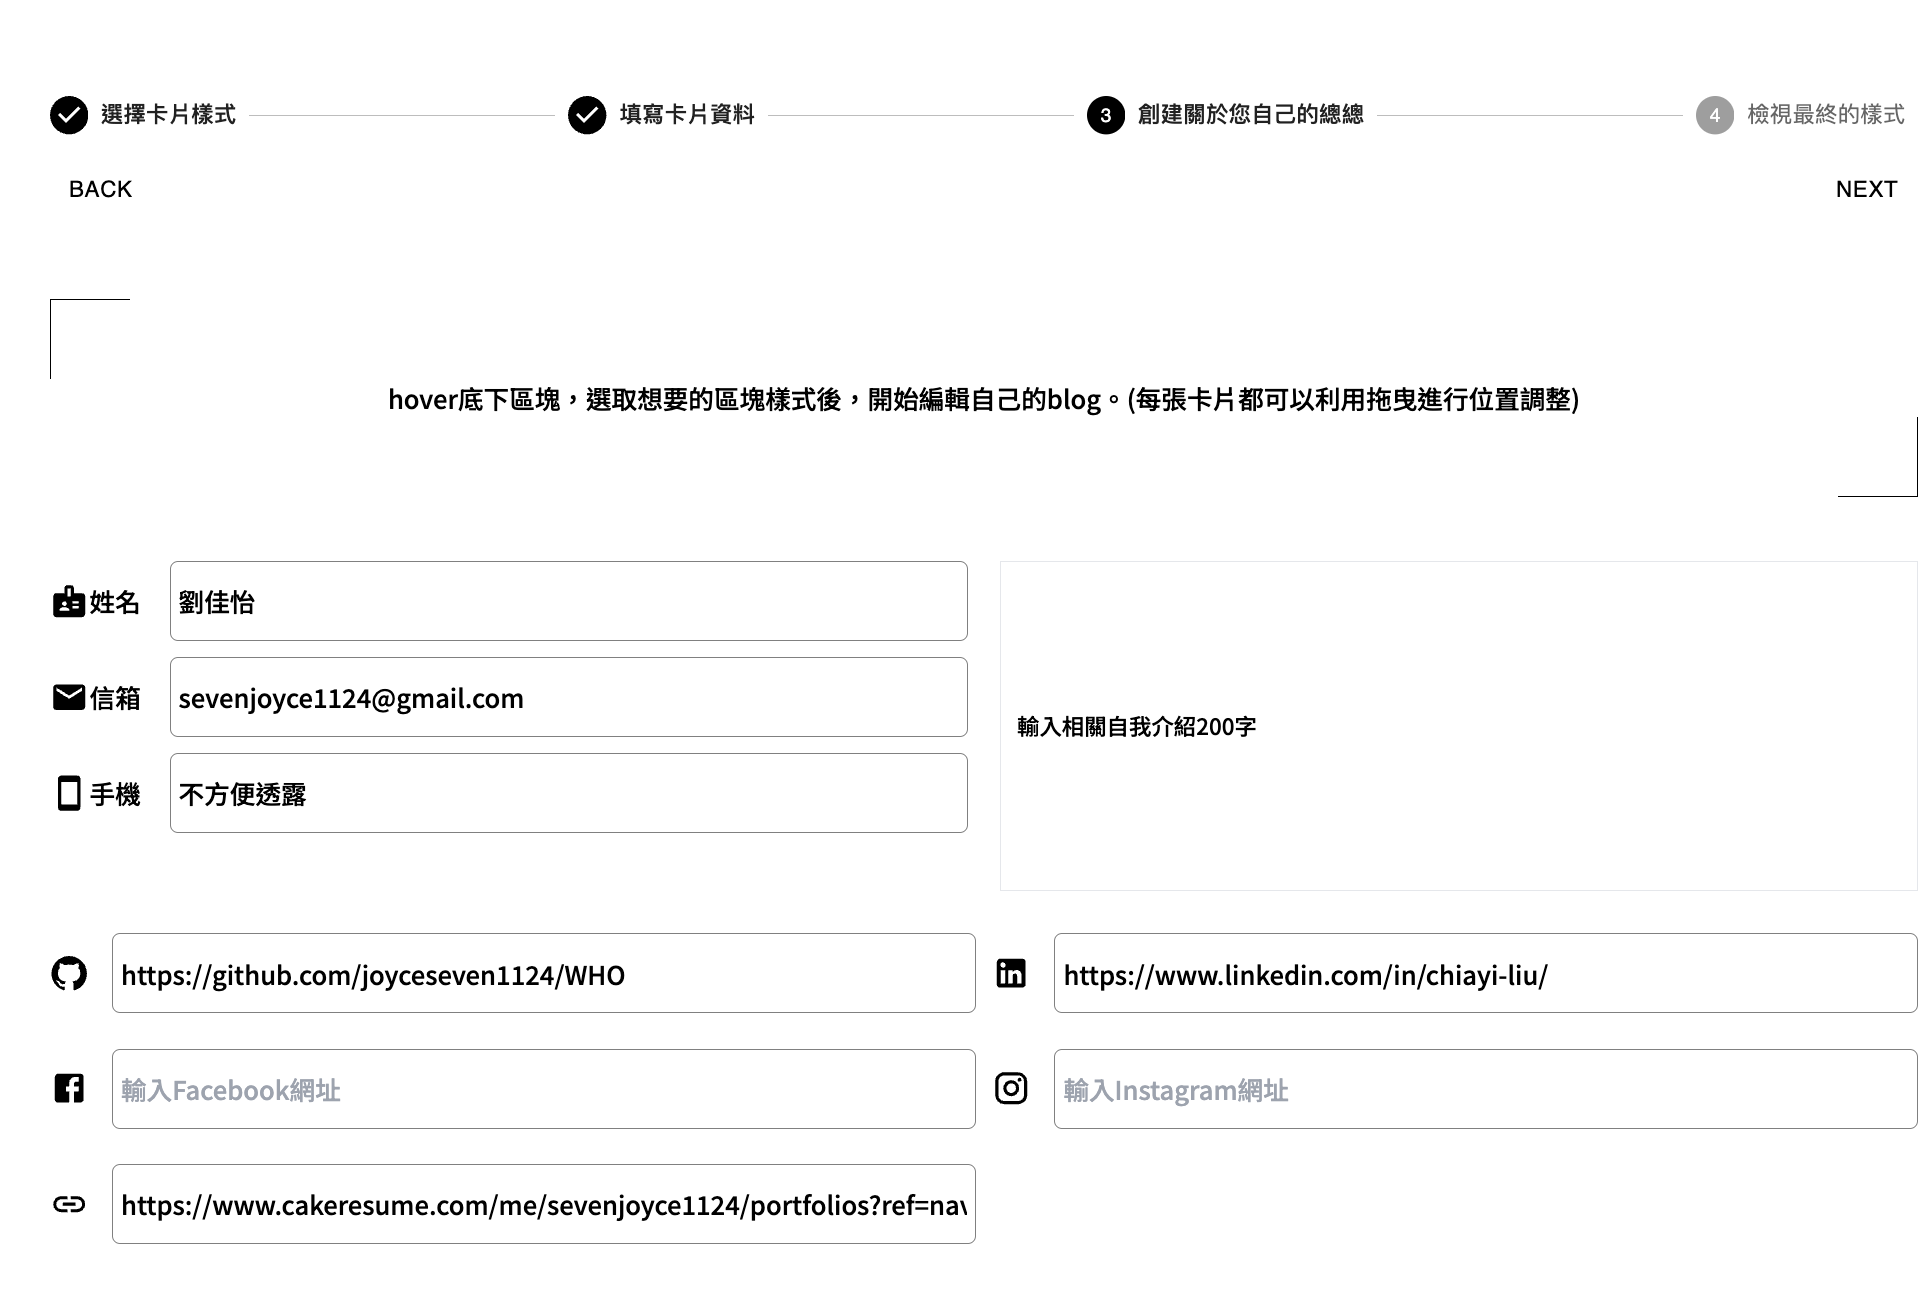 選擇卡片樣式
填寫卡片資料
3 創建關於您自己的總總
4 檢視最終的樣式
BACK
NEXT
hover底下區塊，選取想要的區塊樣式後，開始編輯自己的blog。(每張卡片都可以利用拖曳進行位置調整)
姓名 劉佳怡
信箱 sevenjoyce1124@gmail.com
手機 不方便透露
輸入相關自我介紹200字
https://github.com/joyceseven1124/WHO
https://www.linkedin.com/in/chiayi-liu/
輸入Facebook網址
輸入Instagram網址
https://www.cakeresume.com/me/sevenjoyce1124/portfolios?ref=nav